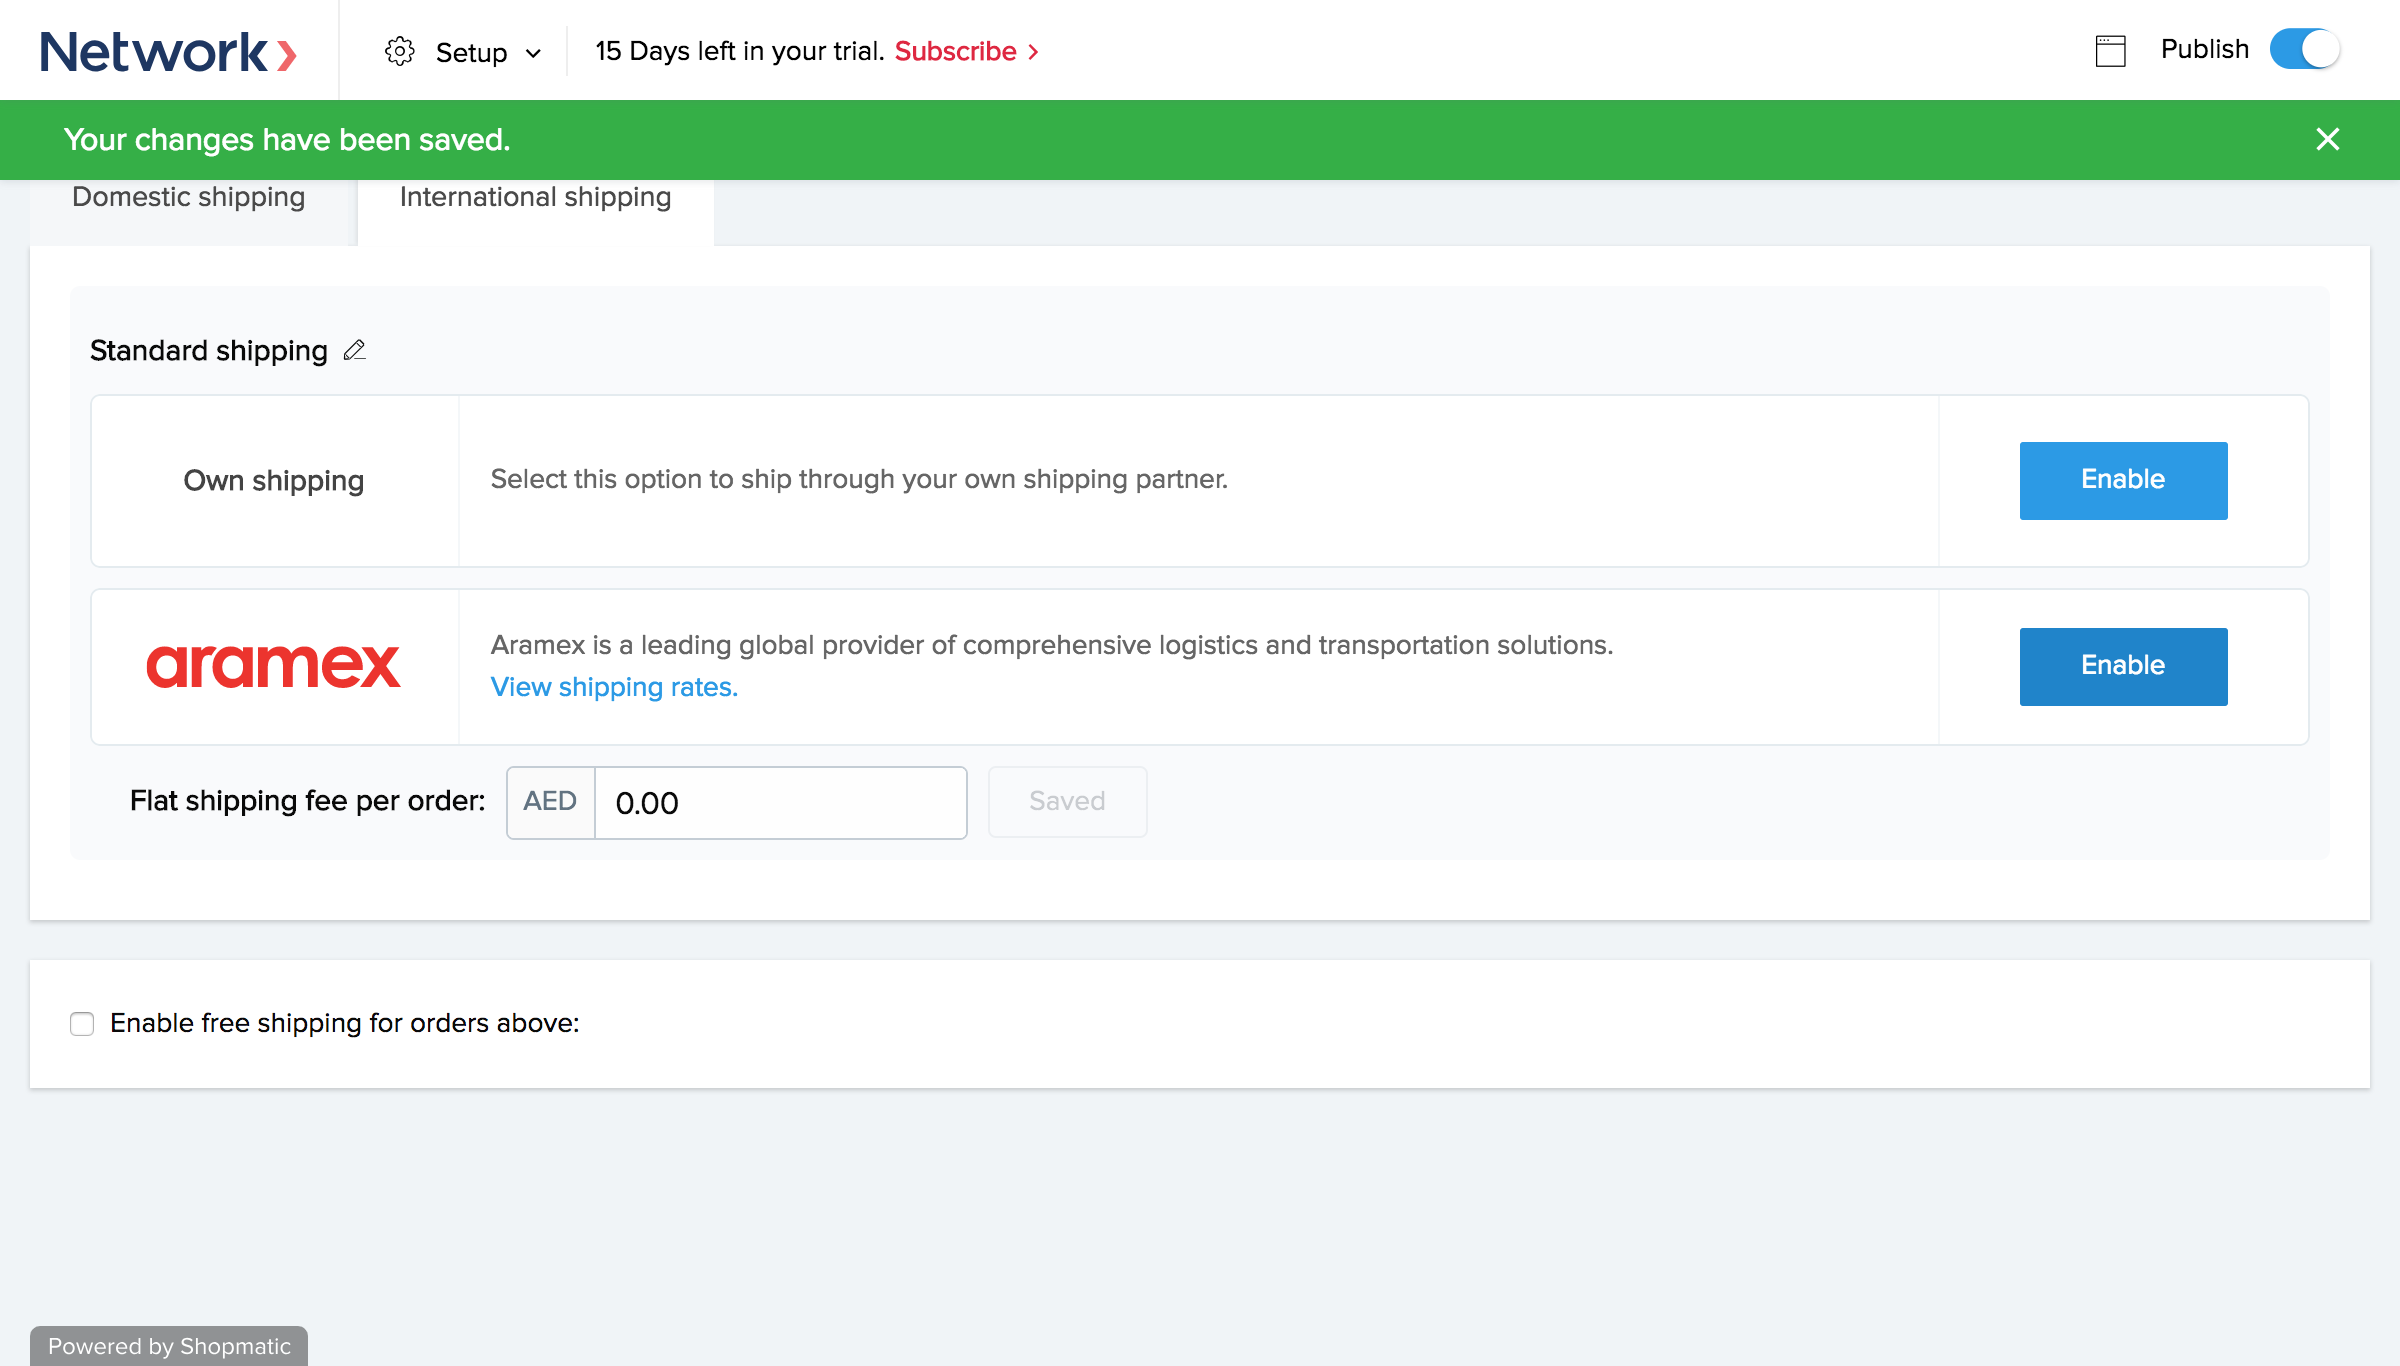 Network
Setup
15 Days left in your trial. Subscribe
Publish
Your changes have been saved.
Domestic shipping
International shipping
Standard shipping
Own shipping
Select this option to ship through your own shipping partner.
Enable
aramex
Aramex is a leading global provider of comprehensive logistics and transportation solutions.
View shipping rates.
Enable
Flat shipping fee per order:
AED
0.00
Saved
Enable free shipping for orders above:
Powered by Shopmatic